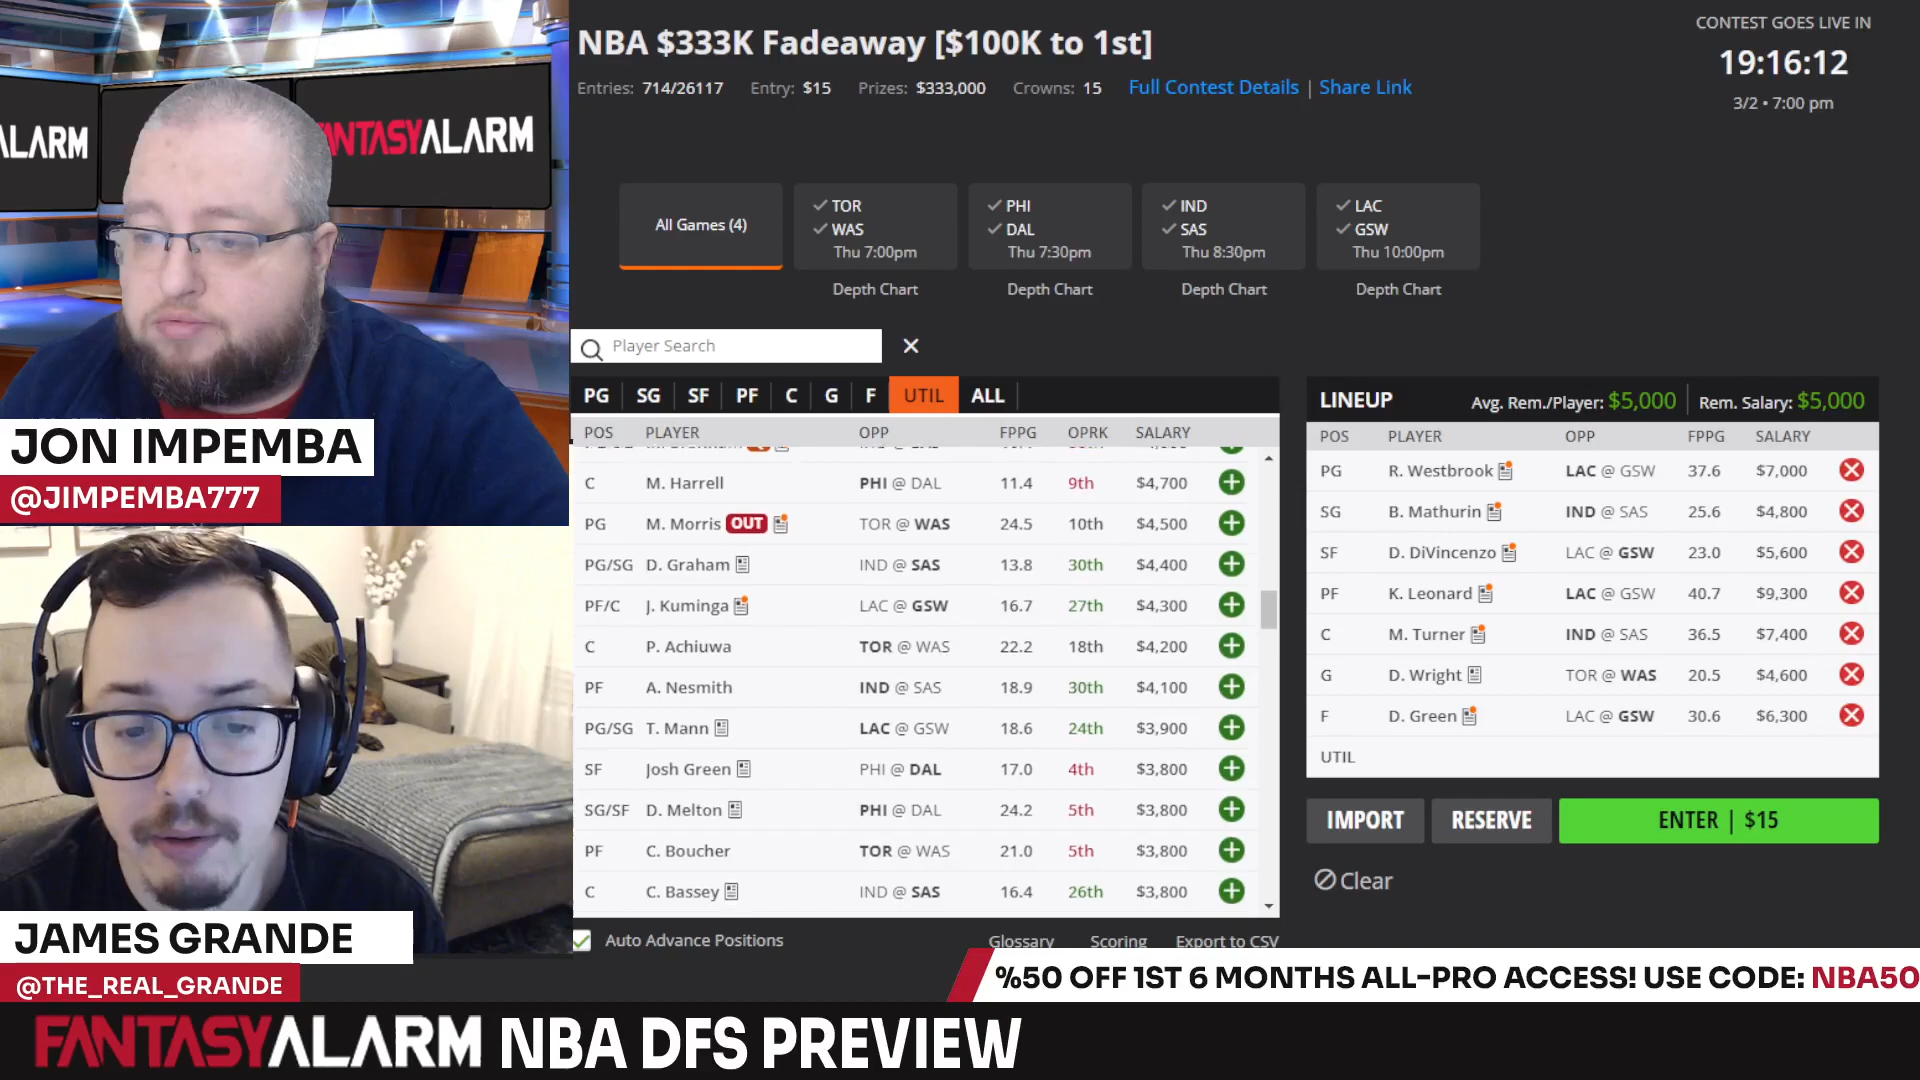 ALARM
FANTASYALARM
JON IMPEMBA
@JIMPEMBA777
JAMES GRANDE
@THE_REAL_GRANDE
NBA $333K Fadeaway [$100K to 1st]
Entries: 714/26117 Entry: $15 Prizes: $333,000 Crowns: 15 Full Contest Details | Share Link
CONTEST GOES LIVE IN
19:16:12
3/2 • 7:00 pm
All Games (4)
TOR
WAS
Thu 7:00pm
Depth Chart
PHI
DAL
Thu 7:30pm
Depth Chart
IND
SAS
Thu 8:30pm
Depth Chart
LAC
GSW
Thu 10:00pm
Depth Chart
Player Search
PG SG SF PF C G F UTIL ALL
POS PLAYER OPP FPPG OPRK SALARY
C M. Harrell PHI @ DAL 11.4 9th $4,700
PG M. Morris OUT TOR @ WAS 24.5 10th $4,500
PG/SG D. Graham IND @ SAS 13.8 30th $4,400
PF/C J. Kuminga LAC @ GSW 16.7 27th $4,300
C P. Achiuwa TOR @ WAS 22.2 18th $4,200
PF A. Nesmith IND @ SAS 18.9 30th $4,100
PG/SG T. Mann LAC @ GSW 18.6 24th $3,900
SF Josh Green PHI @ DAL 17.0 4th $3,800
SG/SF D. Melton PHI @ DAL 24.2 5th $3,800
PF C. Boucher TOR @ WAS 21.0 5th $3,800
C C. Bassey IND @ SAS 16.4 26th $3,800
Auto Advance Positions
Glossary Scoring Export to CSV
LINEUP Avg. Rem./Player: $5,000 Rem. Salary: $5,000
POS PLAYER OPP FPPG SALARY
PG R. Westbrook LAC @ GSW 37.6 $7,000
SG B. Mathurin IND @ SAS 25.6 $4,800
SF D. DiVincenzo LAC @ GSW 23.0 $5,600
PF K. Leonard LAC @ GSW 40.7 $9,300
C M. Turner IND @ SAS 36.5 $7,400
G D. Wright TOR @ WAS 20.5 $4,600
F D. Green LAC @ GSW 30.6 $6,300
UTIL
IMPORT RESERVE ENTER | $15
Clear
%50 OFF 1ST 6 MONTHS ALL-PRO ACCESS! USE CODE: NBA50
FANTASYALARM NBA DFS PREVIEW